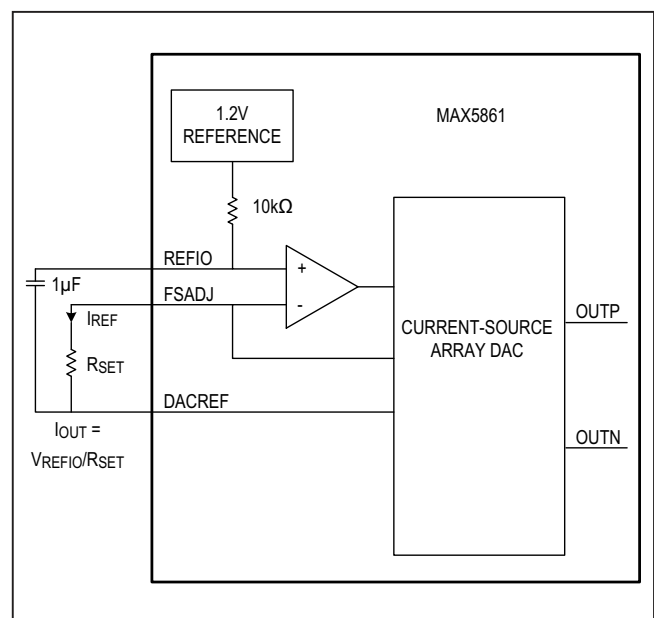 1.2V
REFERENCE
MAX5861
10kΩ
REFIO
+
1µF
FSADJ
-
IREF
RSET
CURRENT-SOURCE
ARRAY DAC
OUTP
DACREF
IOUT =
VREFIO/RSET
OUTN